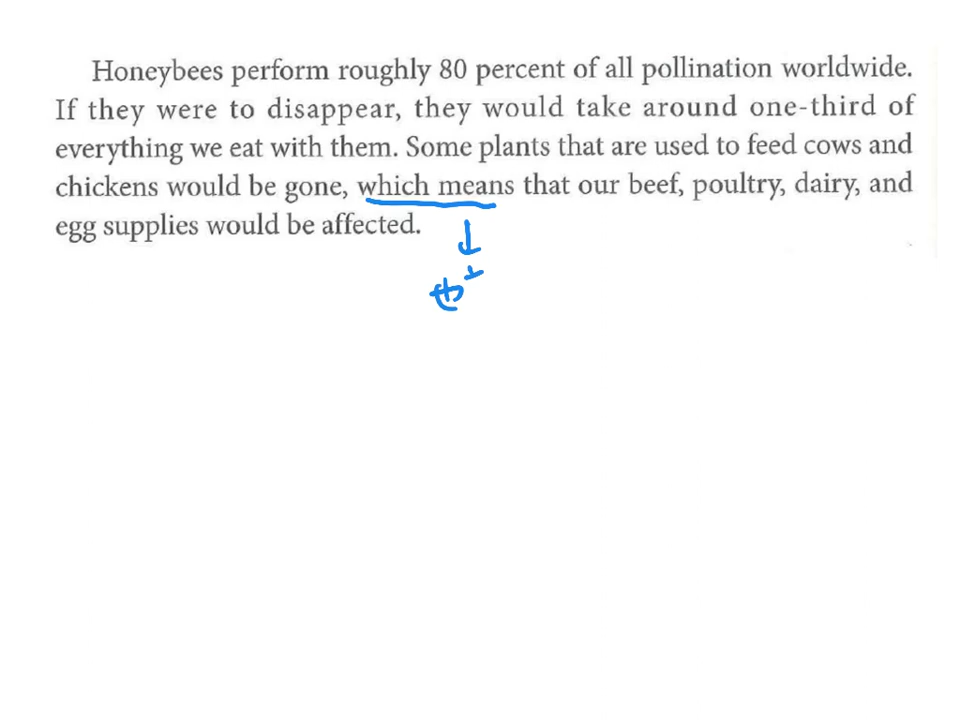 Honeybees perform roughly 80 percent of all pollination worldwide.
If they were to disappear, they would take around one-third of
everything we eat with them. Some plants that are used to feed cows and
chickens would be gone, which means that our beef, poultry, dairy, and
egg supplies would be affected.